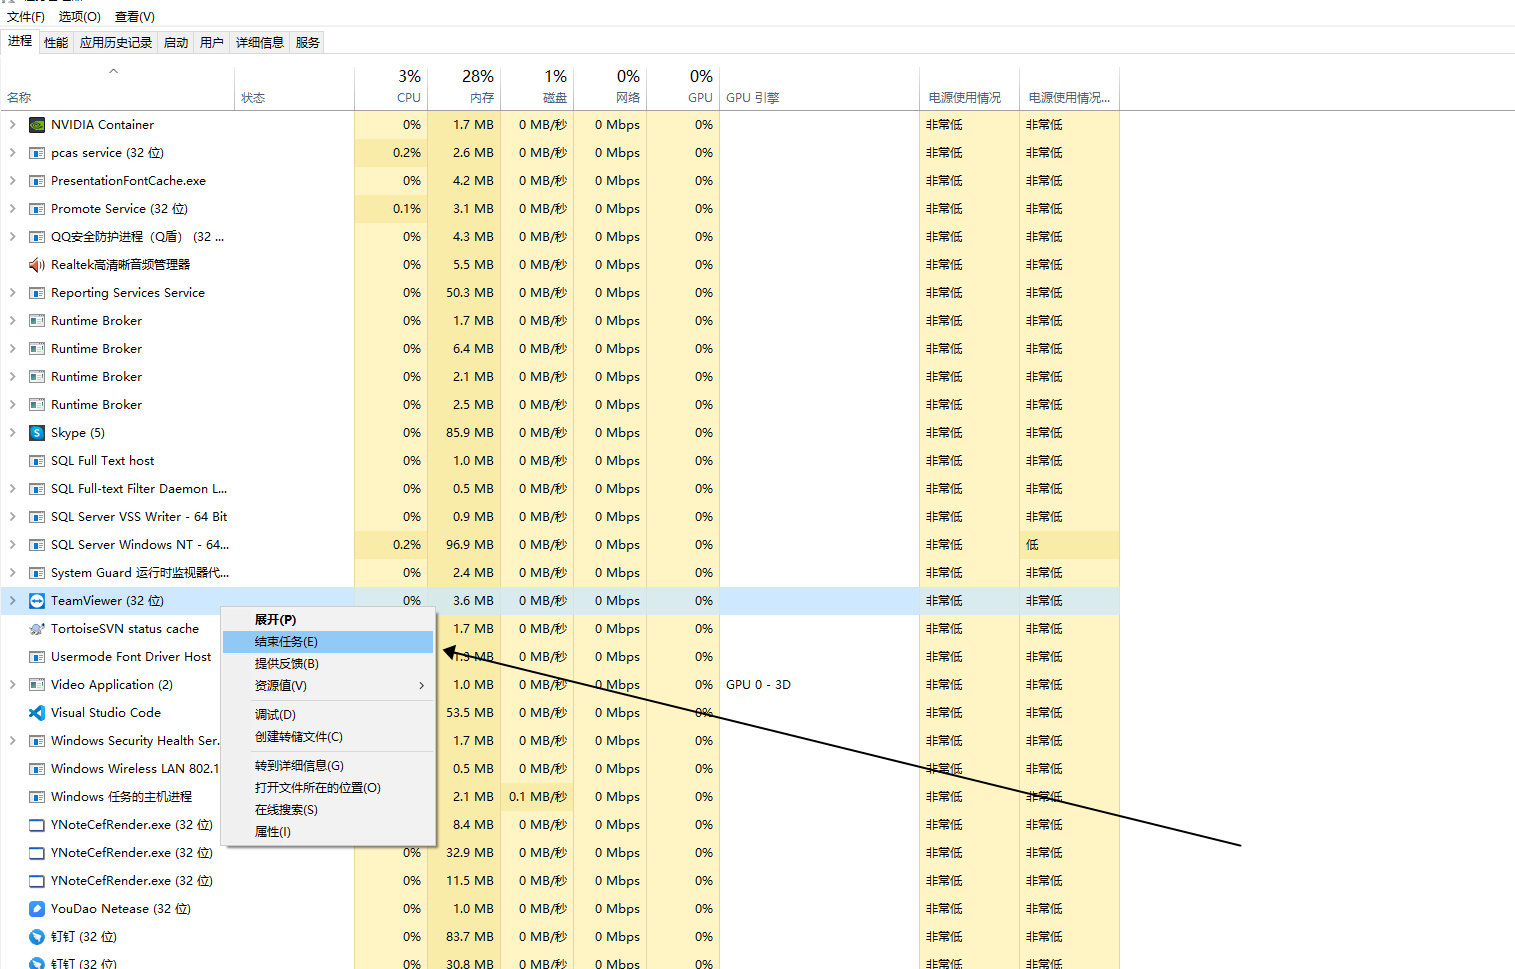 文件(F) 选项(O) 查看(V)
进程 性能 应用历史记录 启动 用户 详细信息 服务
3% 28% 1% 0% 0%
名称 状态 CPU 内存 磁盘 网络 GPU GPU 引擎 电源使用情况 电源使用情况...
NVIDIA Container 0% 1.7 MB 0 MB/秒 0 Mbps 0% 非常低 非常低
pcas service (32 位) 0.2% 2.6 MB 0 MB/秒 0 Mbps 0% 非常低 非常低
PresentationFontCache.exe 0% 4.2 MB 0 MB/秒 0 Mbps 0% 非常低 非常低
Promote Service (32 位) 0.1% 3.1 MB 0 MB/秒 0 Mbps 0% 非常低 非常低
QQ安全防护进程（Q盾） (32 ... 0% 4.3 MB 0 MB/秒 0 Mbps 0% 非常低 非常低
Realtek高清晰音频管理器 0% 5.5 MB 0 MB/秒 0 Mbps 0% 非常低 非常低
Reporting Services Service 0% 50.3 MB 0 MB/秒 0 Mbps 0% 非常低 非常低
Runtime Broker 0% 1.7 MB 0 MB/秒 0 Mbps 0% 非常低 非常低
Runtime Broker 0% 6.4 MB 0 MB/秒 0 Mbps 0% 非常低 非常低
Runtime Broker 0% 2.1 MB 0 MB/秒 0 Mbps 0% 非常低 非常低
Runtime Broker 0% 2.5 MB 0 MB/秒 0 Mbps 0% 非常低 非常低
Skype (5) 0% 85.9 MB 0 MB/秒 0 Mbps 0% 非常低 非常低
SQL Full Text host 0% 1.0 MB 0 MB/秒 0 Mbps 0% 非常低 非常低
SQL Full-text Filter Daemon L... 0% 0.5 MB 0 MB/秒 0 Mbps 0% 非常低 非常低
SQL Server VSS Writer - 64 Bit 0% 0.9 MB 0 MB/秒 0 Mbps 0% 非常低 非常低
SQL Server Windows NT - 64... 0.2% 96.9 MB 0 MB/秒 0 Mbps 0% 非常低 低
System Guard 运行时监视器代... 0% 2.4 MB 0 MB/秒 0 Mbps 0% 非常低 非常低
TeamViewer (32 位) 0% 3.6 MB 0 MB/秒 0 Mbps 0% 非常低 非常低
TortoiseSVN status cache 1.7 MB 0 MB/秒 0 Mbps 0% 非常低 非常低
Usermode Font Driver Host 1.3 MB 0 MB/秒 0 Mbps 0% 非常低 非常低
Video Application (2) 1.0 MB 0 MB/秒 0 Mbps 0% GPU 0 - 3D 非常低 非常低
Visual Studio Code 53.5 MB 0 MB/秒 0 Mbps 0% 非常低 非常低
Windows Security Health Ser. 1.7 MB 0 MB/秒 0 Mbps 0% 非常低 非常低
Windows Wireless LAN 802.1 0.5 MB 0 MB/秒 0 Mbps 0% 非常低 非常低
Windows 任务的主机进程 2.1 MB 0.1 MB/秒 0 Mbps 0% 非常低 非常低
YNoteCefRender.exe (32 位) 8.4 MB 0 MB/秒 0 Mbps 0% 非常低 非常低
YNoteCefRender.exe (32 位) 0% 32.9 MB 0 MB/秒 0 Mbps 0% 非常低 非常低
YNoteCefRender.exe (32 位) 0% 11.5 MB 0 MB/秒 0 Mbps 0% 非常低 非常低
YouDao Netease (32 位) 0% 1.0 MB 0 MB/秒 0 Mbps 0% 非常低 非常低
钉钉 (32 位) 0% 83.7 MB 0 MB/秒 0 Mbps 0% 非常低 非常低
钉钉 (32 位) 0% 30.8 MB 0 MB/秒 0 Mbps 0% 非常低 非常低
展开(P)
结束任务(E)
提供反馈(B)
资源值(V)
调试(D)
创建转储文件(C)
转到详细信息(G)
打开文件所在的位置(O)
在线搜索(S)
属性(I)